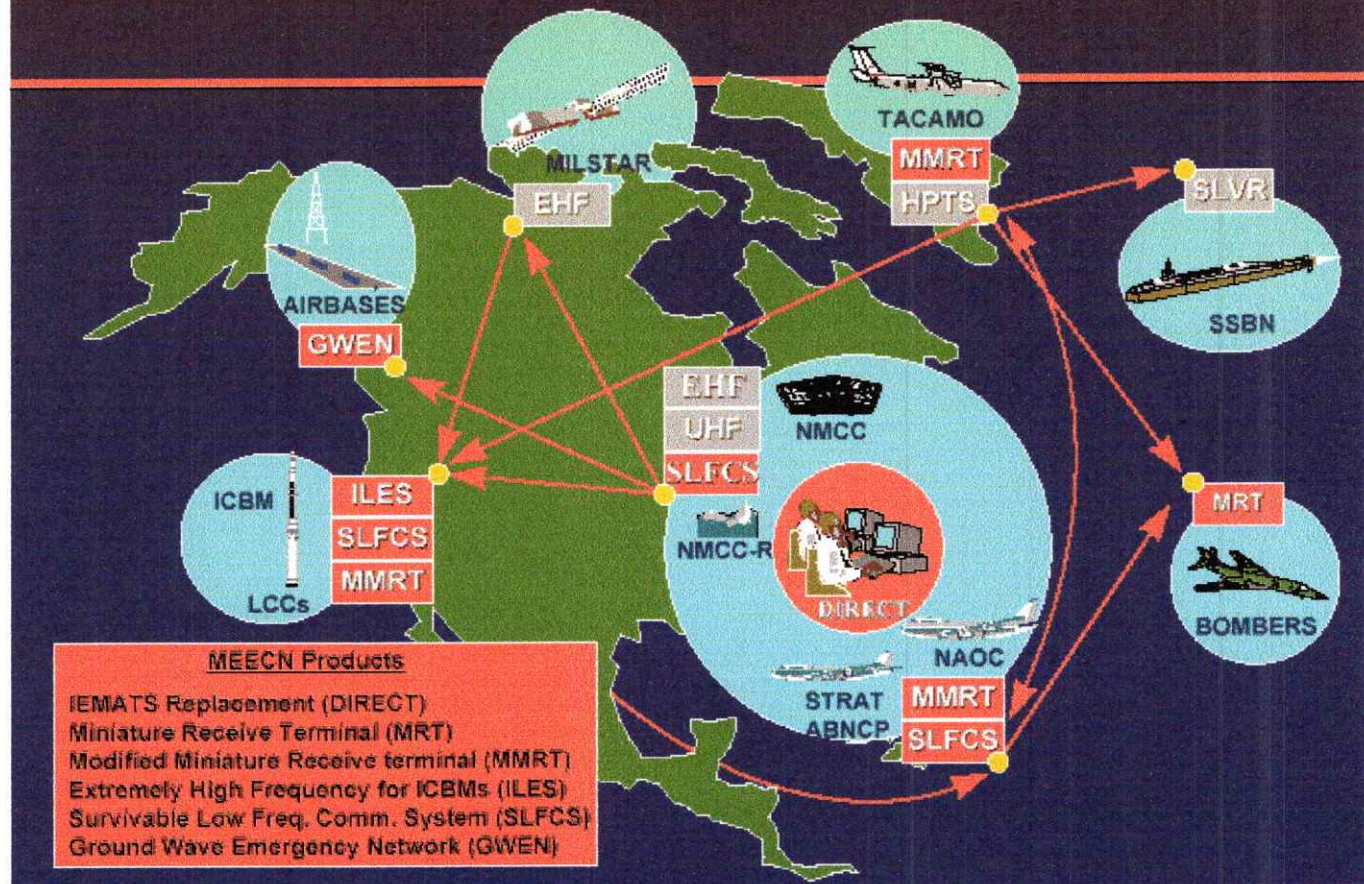 MILSTAR
EHF
TACAMO
MMRT
HPTS
SLVR
SSBN
AIRBASES
GWEN
EHF
UHF
SLFCS
NMCC
NMCC-R
DIRECT
NAOC
STRAT
ABNCP
MMRT
SLFCS
MRT
BOMBERS
ICBM
LCCs
ILES
SLFCS
MMRT
MEECN Products
IEMATS Replacement (DIRECT)
Miniature Receive Terminal (MRT)
Modified Miniature Receive terminal (MMRT)
Extremely High Frequency for ICBMs (ILES)
Survivable Low Freq. Comm. System (SLFCS)
Ground Wave Emergency Network (GWEN)